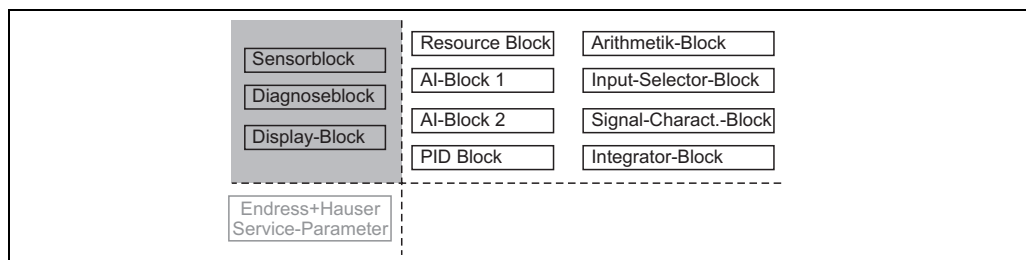 Sensorblock
Diagnoseblock
Display-Block
Resource Block
AI-Block 1
AI-Block 2
PID Block
Arithmetik-Block
Input-Selector-Block
Signal-Charact.-Block
Integrator-Block
Endress+Hauser
Service-Parameter